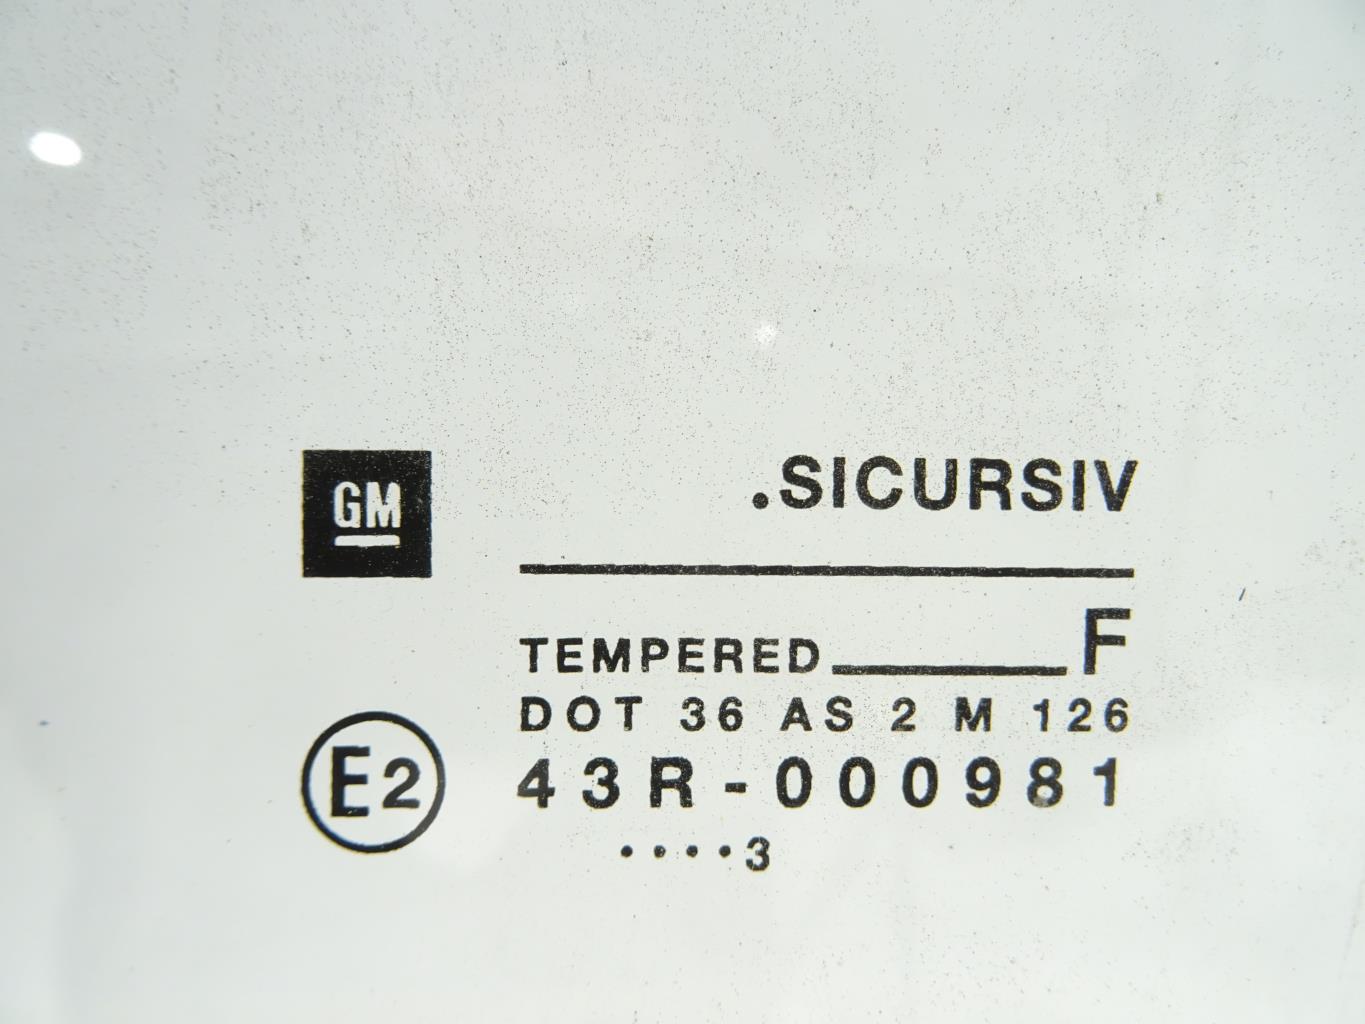 GM
.SICURSIV
TEMPERED F
DOT 36 AS 2 M 126
E2
43R-000981
....3